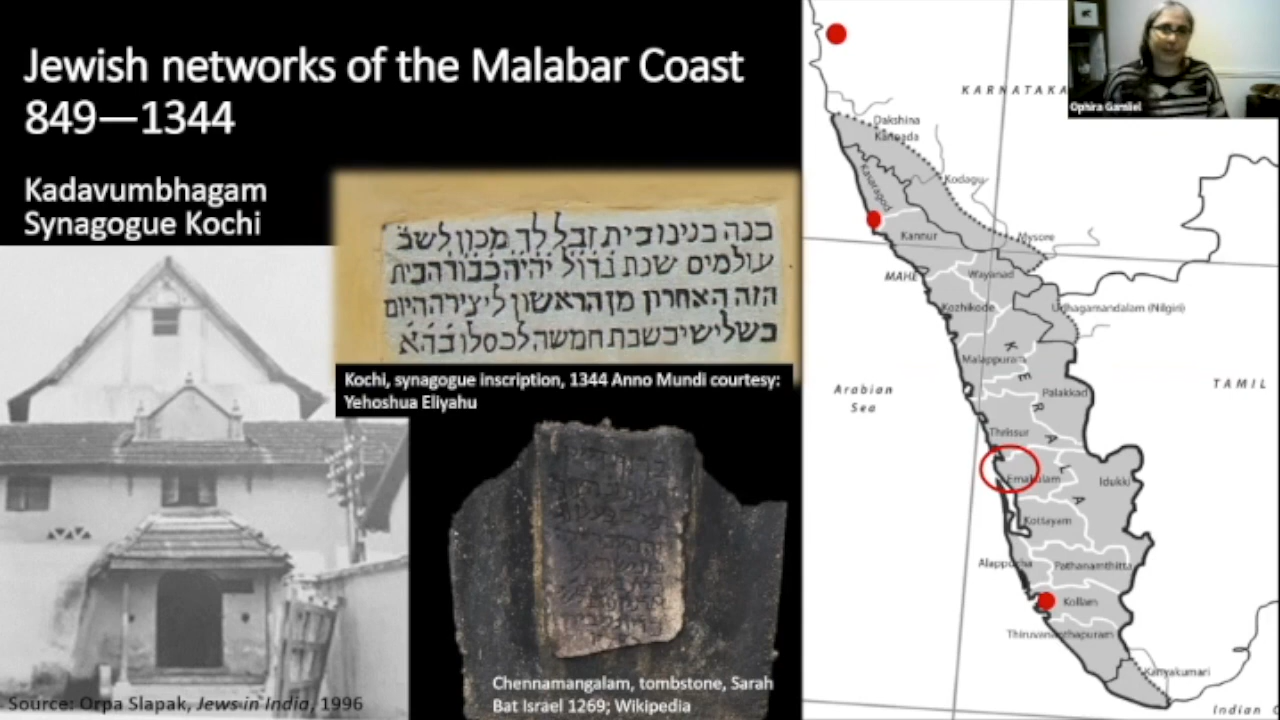 Jewish networks of the Malabar Coast
849—1344
Kadavumbhagam
Synagogue Kochi
בנה בנינו בית זבל לך מכון לשב
עולמים שנת גדול יהיה כבוד הבית
הזה האחרון מן הראשון ליצירה היום
בשלישי בשבת חמשה לכסלו בהא
Kochi, synagogue inscription, 1344 Anno Mundi courtesy:
Yehoshua Eliyahu
Chennamangalam, tombstone, Sarah
Bat Israel 1269; Wikipedia
Source: Orpa Slapak, Jews in India, 1996
Ophira Gamliel
KARNATAKA
Dakshina
Kannada
Kasaragod
Kodagu
Kannur
Mysore
MAHE
Wayanad
Kozhikode
Udhagamandalam (Nilgiri)
KERALA
Malappuram
Palakkad
Arabian
Sea
TAMIL
Thrissur
Ernakulam
Idukki
Kottayam
Alappuzha
Pathanamthitta
Kollam
Thiruvananthapuram
Kanyakumari
Indian